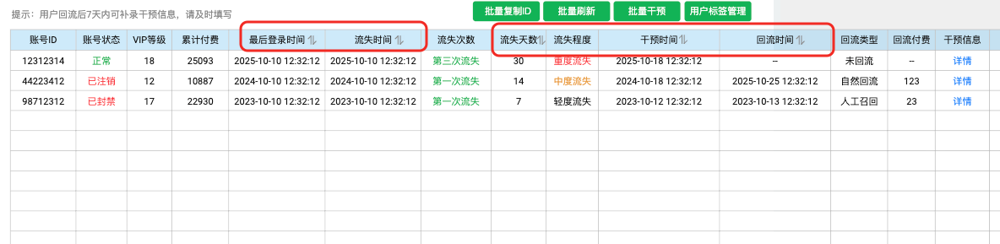 提示：用户回流后7天内可补录干预信息，请及时填写
批量复制ID 批量刷新 批量干预 用户标签管理
账号ID 账号状态 VIP等级 累计付费 最后登录时间 流失时间 流失次数 流失天数 流失程度 干预时间 回流时间 回流类型 回流付费 干预信息
12312314 正常 18 25093 2025-10-10 12:32:12 2025-10-10 12:32:12 第三次流失 30 重度流失 2025-10-18 12:32:12 -- 未回流 -- 详情
44223412 已注销 12 10887 2024-10-10 12:32:12 2024-10-10 12:32:12 第一次流失 14 中度流失 2024-10-18 12:32:12 2025-10-25 12:32:12 自然回流 123 详情
98712312 已封禁 17 22930 2023-10-10 12:32:12 2023-10-10 12:32:12 第一次流失 7 轻度流失 2023-10-12 12:32:12 2023-10-13 12:32:12 人工召回 23 详情